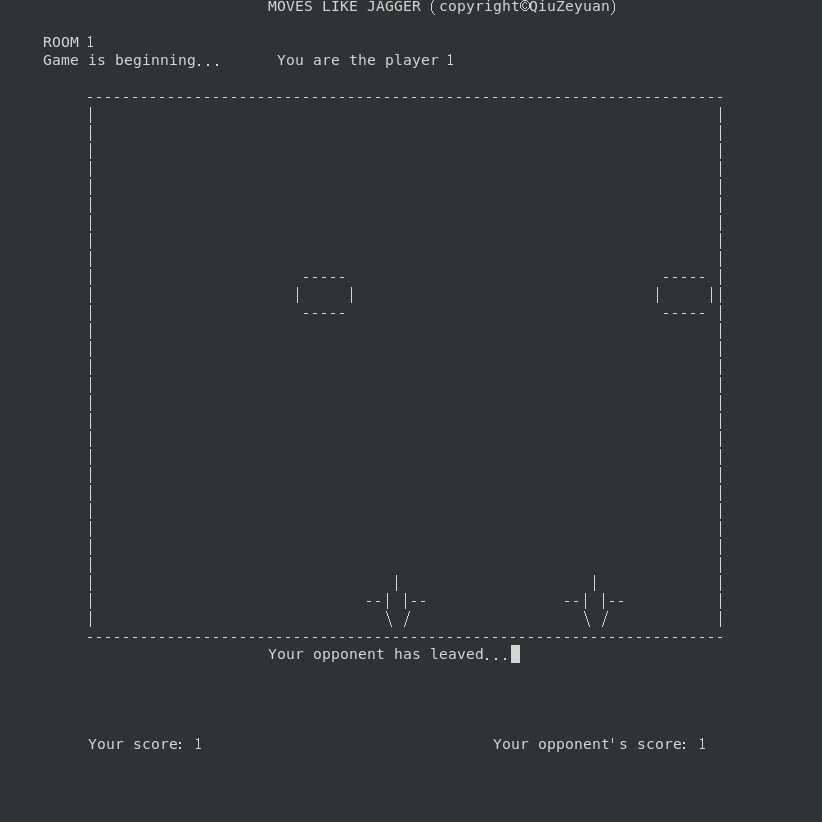 MOVES LIKE JAGGER (copyright©QiuZeyuan)
ROOM 1
Game is beginning... You are the player 1
Your opponent has leaved...
Your score: 1 Your opponent's score: 1